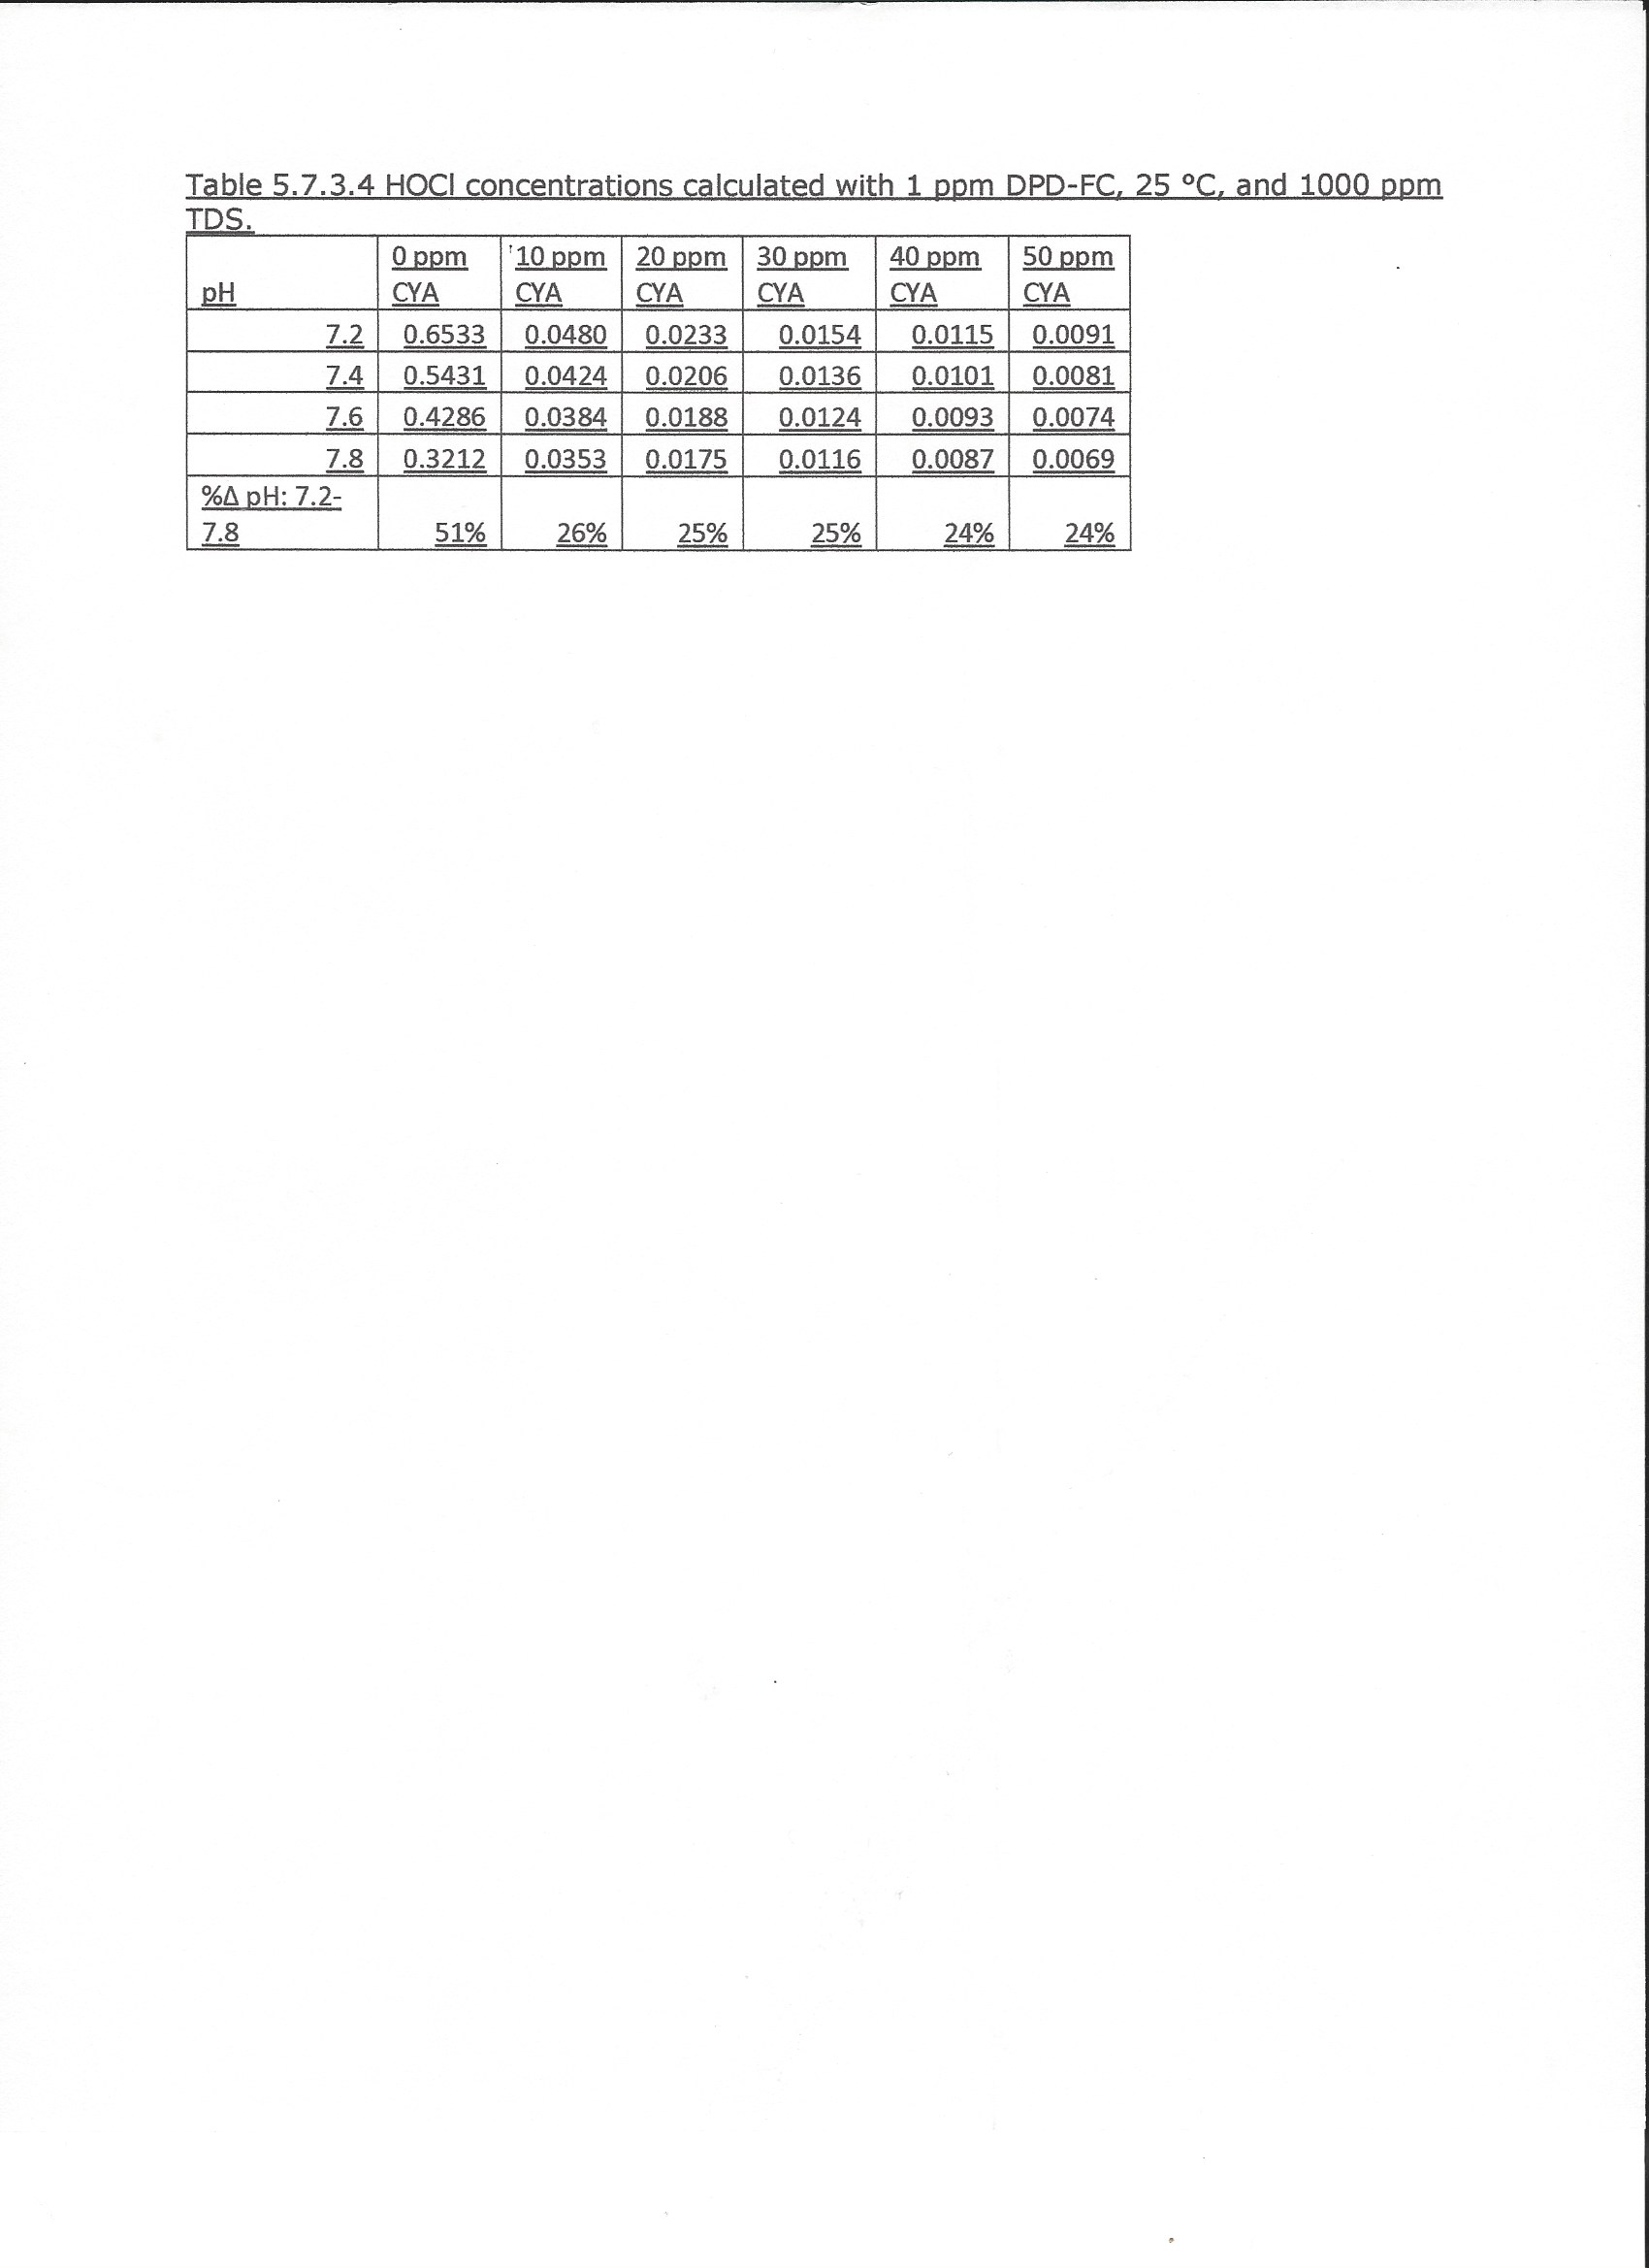 Table 5.7.3.4 HOCl concentrations calculated with 1 ppm DPD-FC, 25 ºC, and 1000 ppm
TDS.
pH 0 ppm CYA 10 ppm CYA 20 ppm CYA 30 ppm CYA 40 ppm CYA 50 ppm CYA
7.2 0.6533 0.0480 0.0233 0.0154 0.0115 0.0091
7.4 0.5431 0.0424 0.0206 0.0136 0.0101 0.0081
7.6 0.4286 0.0384 0.0188 0.0124 0.0093 0.0074
7.8 0.3212 0.0353 0.0175 0.0116 0.0087 0.0069
%Δ pH: 7.2-
7.8 51% 26% 25% 25% 24% 24%